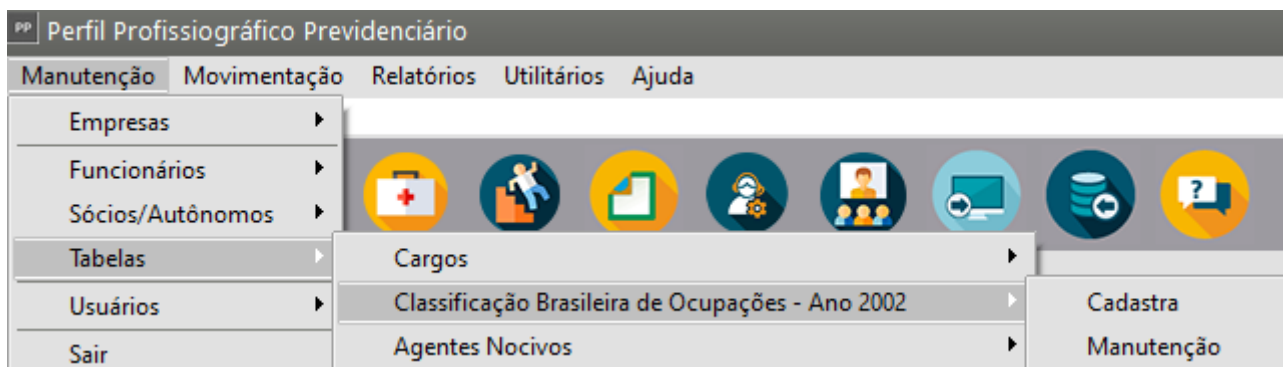 PP Perfil Profissiográfico Previdenciário
Manutenção Movimentação Relatórios Utilitários Ajuda
Empresas
Funcionários
Sócios/Autônomos
?
Tabelas
Cargos
Usuários
Classificação Brasileira de Ocupações - Ano 2002
Cadastra
Sair
Agentes Nocivos
Manutenção